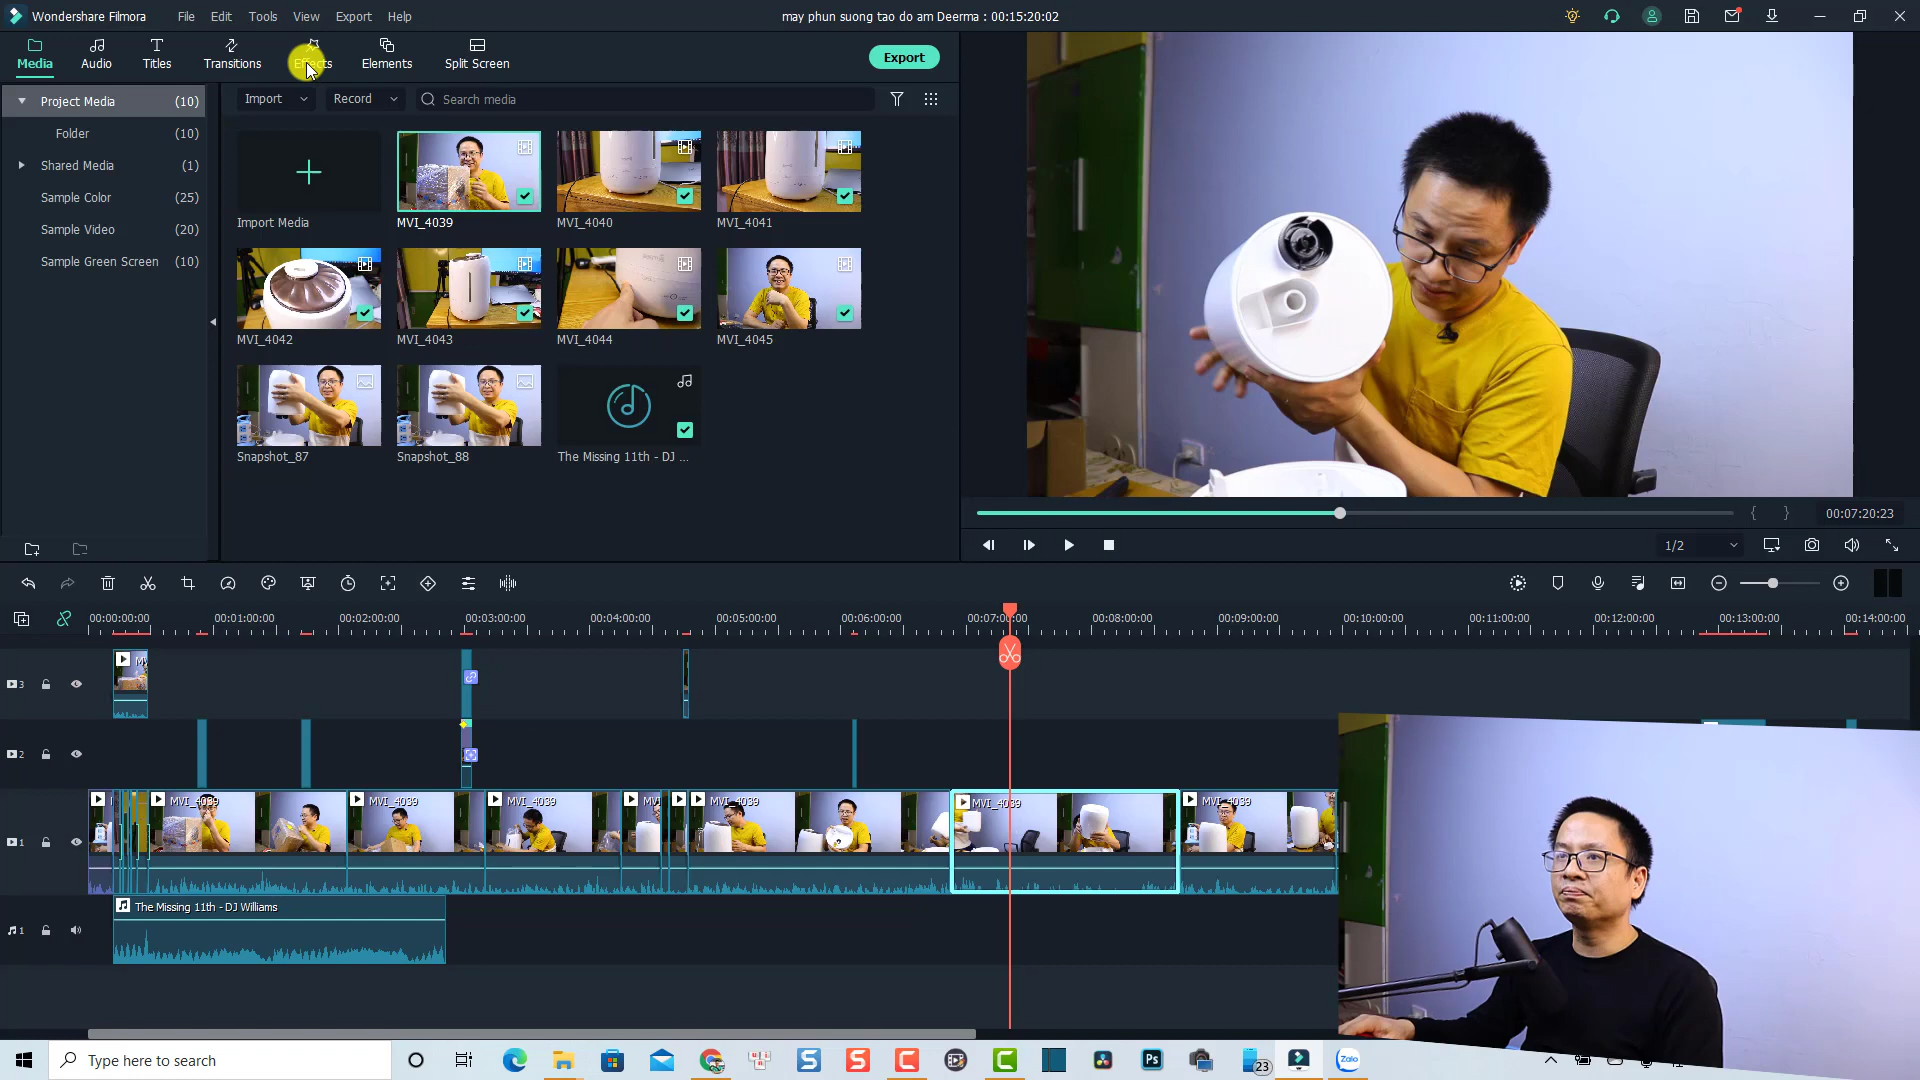 Wondershare Filmora
File Edit Tools View Export Help
may phun suong tao do am Deerma : 00:15:20:02
Media Audio Titles Transitions Effects Elements Split Screen
Export
Project Media (10)
Folder (10)
Shared Media (1)
Sample Color (25)
Sample Video (20)
Sample Green Screen (10)
Import Record Search media
Import Media MVI_4039 MVI_4040 MVI_4041
MVI_4042 MVI_4043 MVI_4044 MVI_4045
Snapshot_87 Snapshot_88 The Missing 11th - DJ ...
00:07:20:23
1/2
00:00:00:00 00:01:00:00 00:02:00:00 00:03:00:00 00:04:00:00 00:05:00:00 00:06:00:00 00:07:00:00 00:08:00:00 00:09:00:00 00:10:00:00 00:11:00:00 00:12:00:00 00:13:00:00 00:14:00:00
3
2
1 MVI_4039 MVI_4039 MVI_4039 MVI_4039 MVI_4039 MVI_4039
1 The Missing 11th - DJ Williams
Type here to search
S S C C Ps 23 Zalo